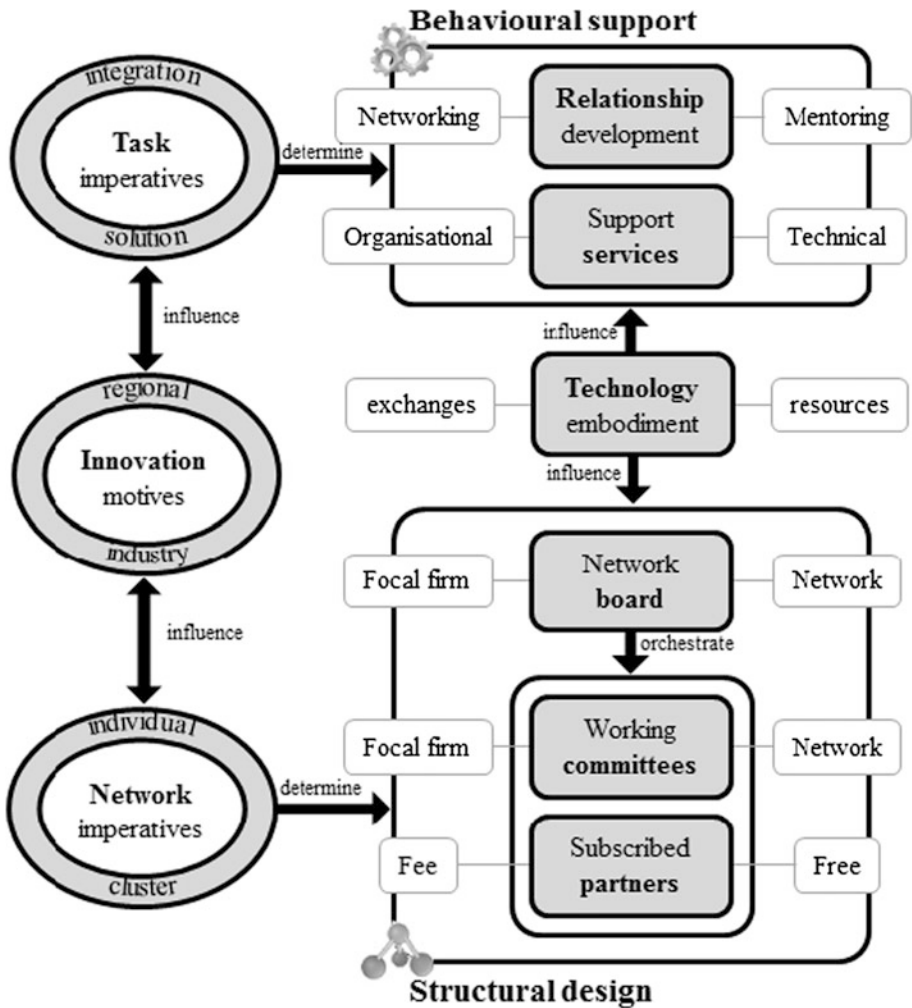 Behavioural support
integration
Task
imperatives
solution
determine
Networking
Relationship
development
Mentoring
Organisational
Support
services
Technical
influence
influence
regional
Innovation
motives
industry
exchanges
Technology
embodiment
resources
influence
influence
Focal firm
Network
board
Network
orchestrate
individual
Network
imperatives
cluster
determine
Focal firm
Working
committees
Network
Fee
Subscribed
partners
Free
Structural design